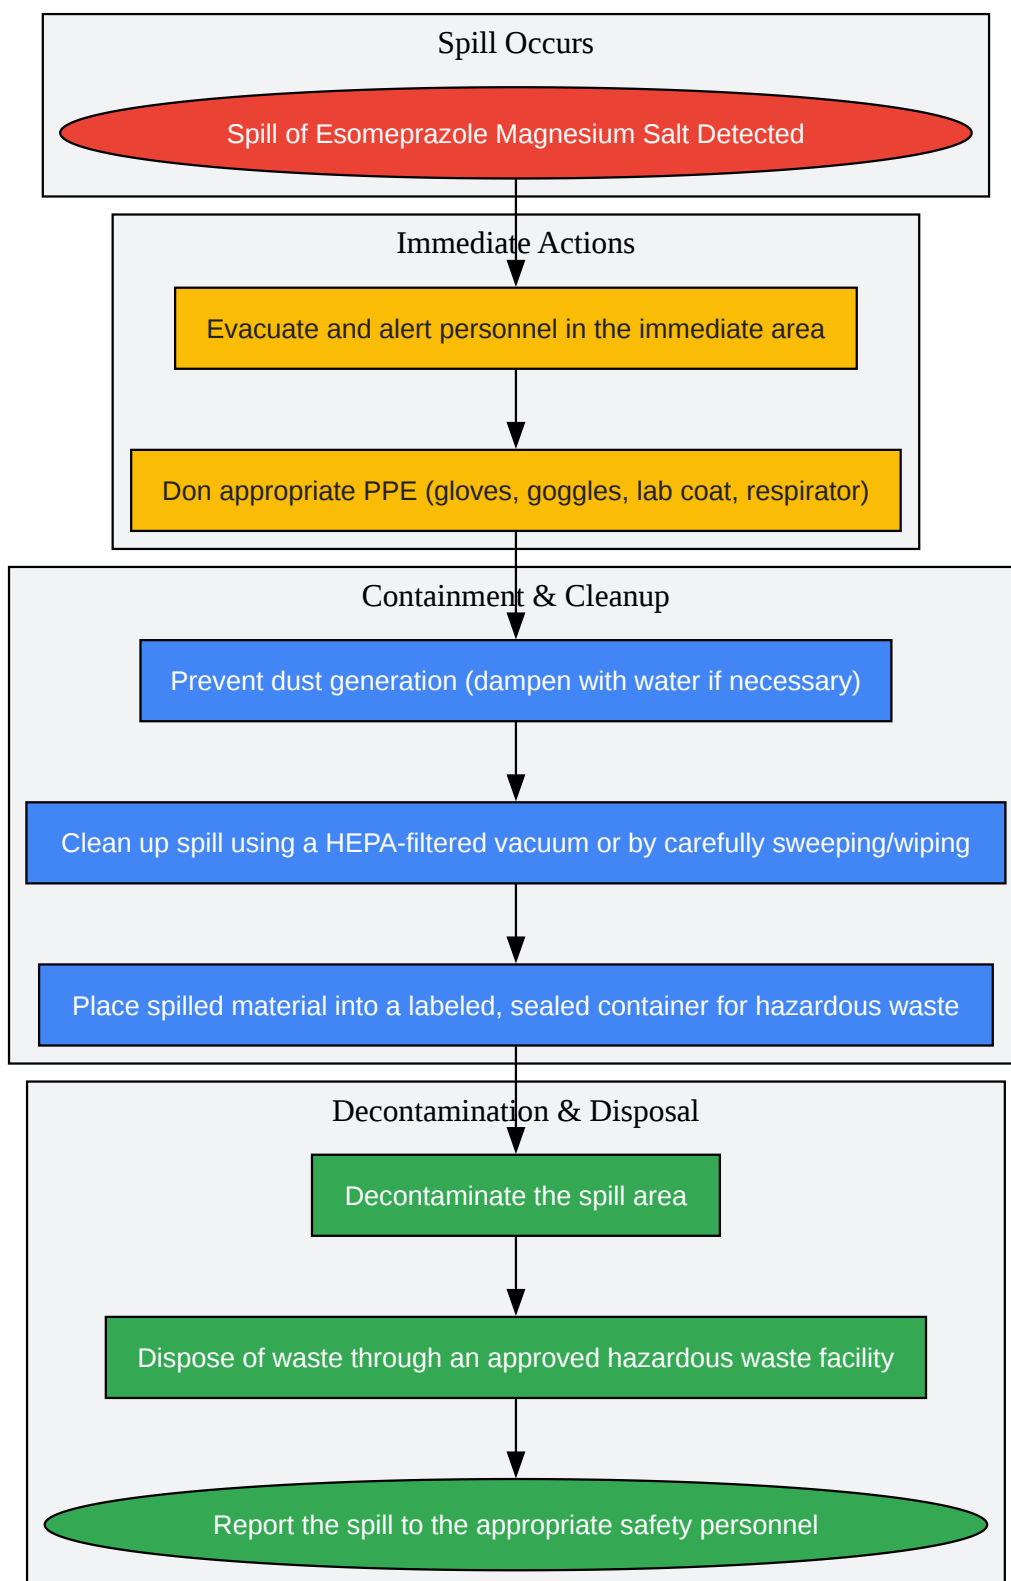 Spill Occurs
Spill of Esomeprazole Magnesium Salt Detected
Immediate Actions
Evacuate and alert personnel in the immediate area
Don appropriate PPE (gloves, goggles, lab coat, respirator)
Containment & Cleanup
Prevent dust generation (dampen with water if necessary)
Clean up spill using a HEPA-filtered vacuum or by carefully sweeping/wiping
Place spilled material into a labeled, sealed container for hazardous waste
Decontamination & Disposal
Decontaminate the spill area
Dispose of waste through an approved hazardous waste facility
Report the spill to the appropriate safety personnel